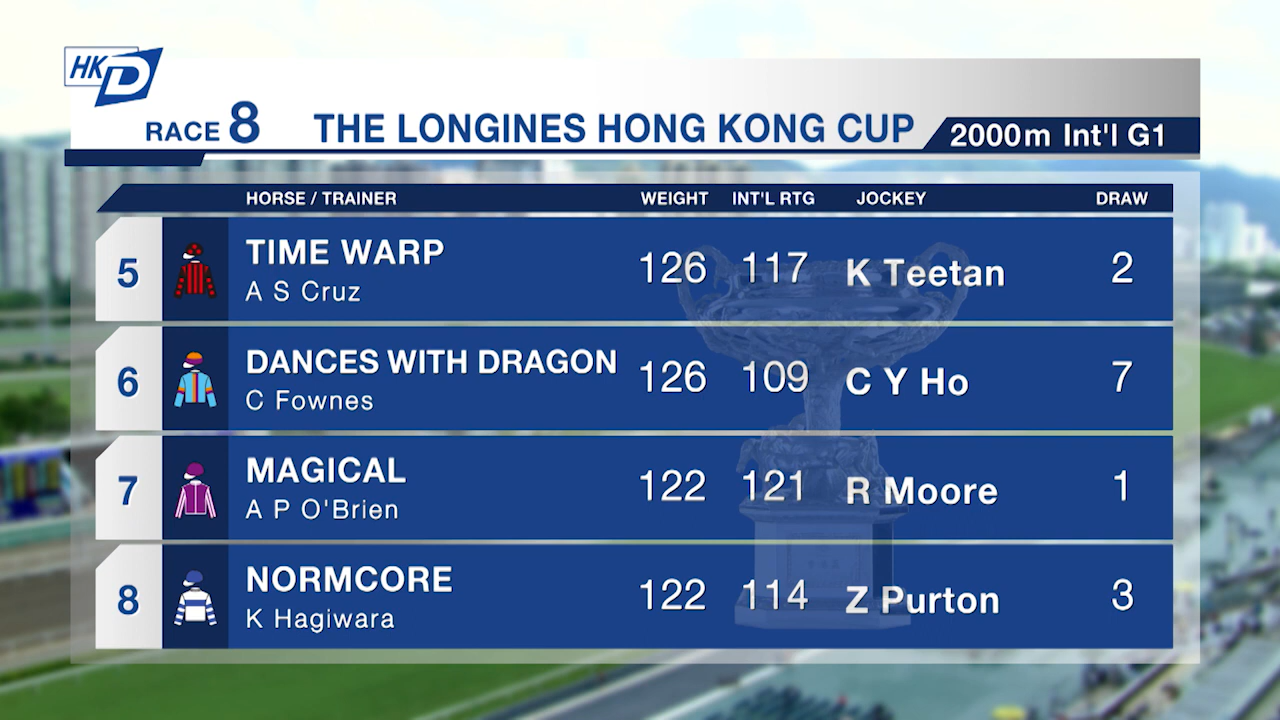 HKD
RACE 8 THE LONGINES HONG KONG CUP 2000m Int'l G1
HORSE / TRAINER WEIGHT INT'L RTG JOCKEY DRAW
5 TIME WARP 126 117 K Teetan 2
A S Cruz
6 DANCES WITH DRAGON 126 109 C Y Ho 7
C Fownes
7 MAGICAL 122 121 R Moore 1
A P O'Brien
8 NORMCORE 122 114 Z Purton 3
K Hagiwara